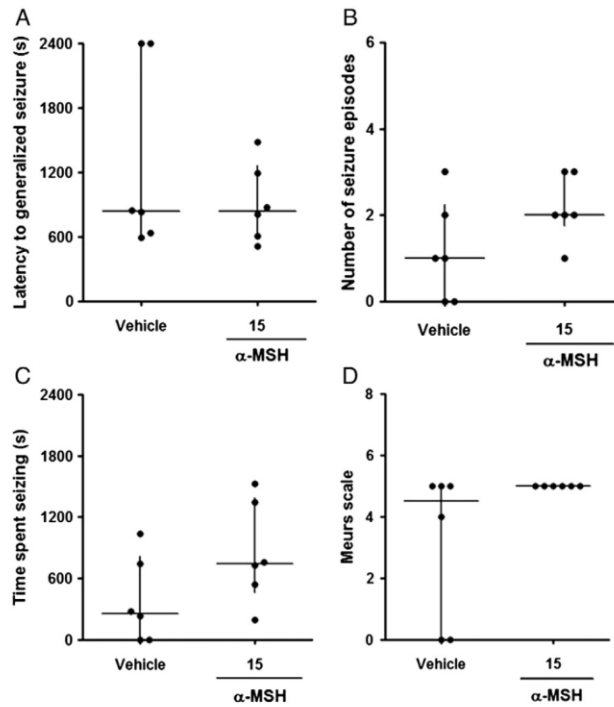 A
Latency to generalized seizure (s)
2400
1800
1200
600
0
Vehicle
15
α-MSH
B
Number of seizure episodes
6
4
2
0
Vehicle
15
α-MSH
C
Time spent seizing (s)
2400
1800
1200
600
0
Vehicle
15
α-MSH
D
Meurs scale
8
6
4
2
0
Vehicle
15
α-MSH